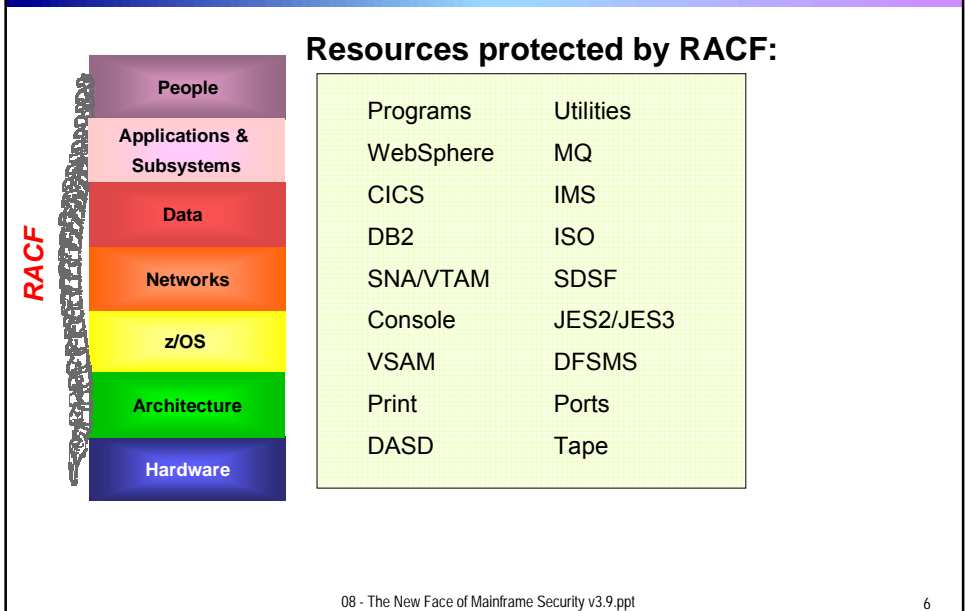 Resources protected by RACF:
RACF
People
Applications &
Subsystems
Data
Networks
z/OS
Architecture
Hardware
Programs Utilities
WebSphere MQ
CICS IMS
DB2 ISO
SNA/VTAM SDSF
Console JES2/JES3
VSAM DFSMS
Print Ports
DASD Tape
08 - The New Face of Mainframe Security v3.9.ppt 6